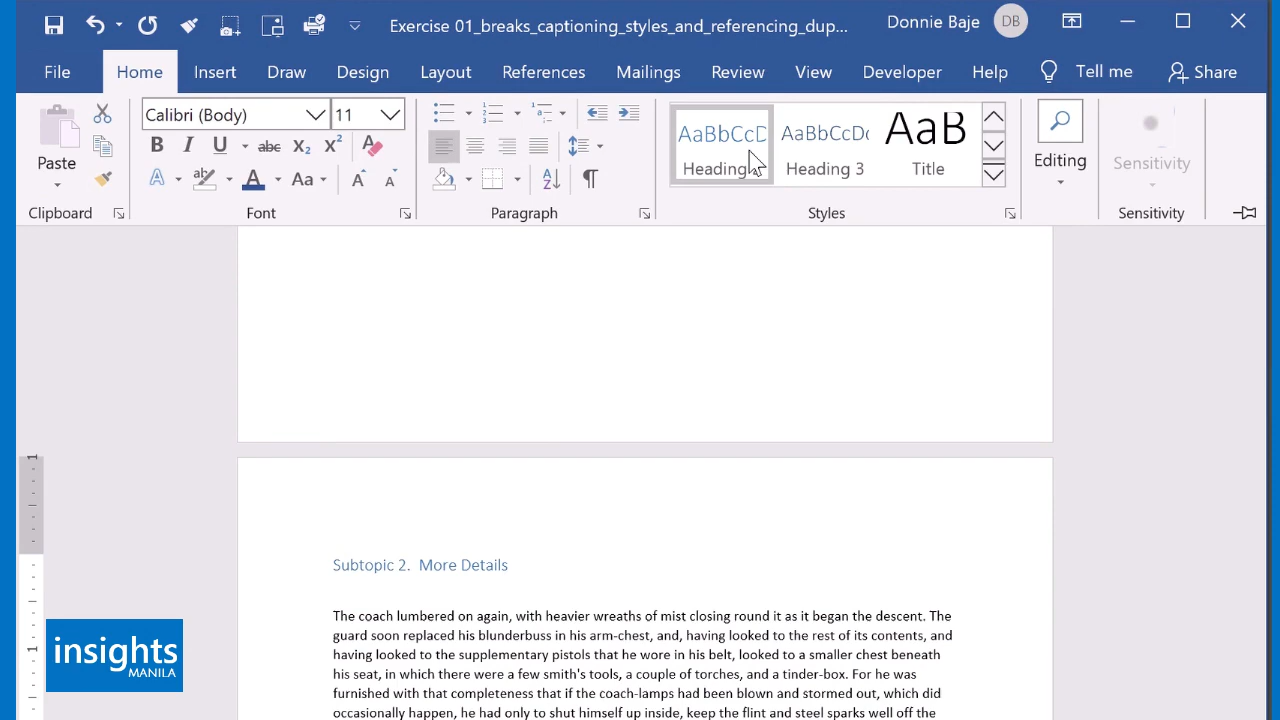 Exercise 01_breaks_captioning_styles_and_referencing_dup...
Donnie Baje
DB
File Home Insert Draw Design Layout References Mailings Review View Developer Help Tell me Share
Paste
Calibri (Body) 11
B I U abc X₂ X²
A ab A Aa A A
AaBbCcD AaBbCcDc AaB
Heading Heading 3 Title
Editing
Sensitivity
Clipboard Font Paragraph Styles Sensitivity
1
1
Subtopic 2. More Details
The coach lumbered on again, with heavier wreaths of mist closing round it as it began the descent. The
guard soon replaced his blunderbuss in his arm-chest, and, having looked to the rest of its contents, and
having looked to the supplementary pistols that he wore in his belt, looked to a smaller chest beneath
his seat, in which there were a few smith's tools, a couple of torches, and a tinder-box. For he was
furnished with that completeness that if the coach-lamps had been blown and stormed out, which did
occasionally happen, he had only to shut himself up inside, keep the flint and steel sparks well off the
insights
MANILA